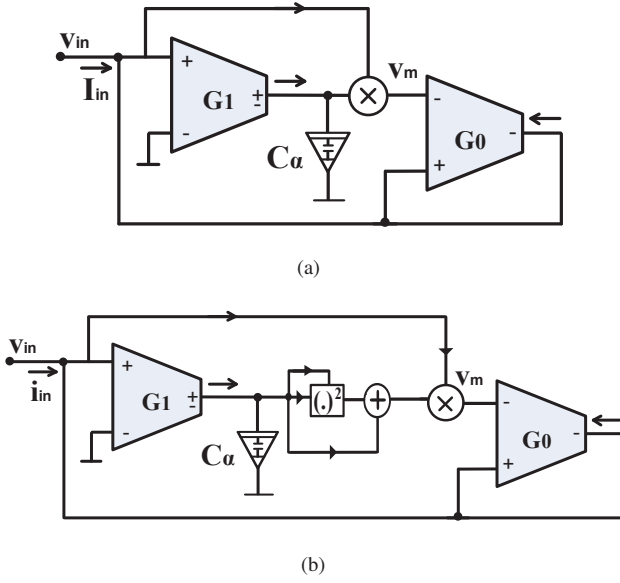 vin
Iin
+
-
G1
+
-
Cα
×
vm
-
+
G0
-
(a)
vin
iin
+
-
G1
+
-
Cα
(.)²
+
×
vm
-
+
G0
-
(b)